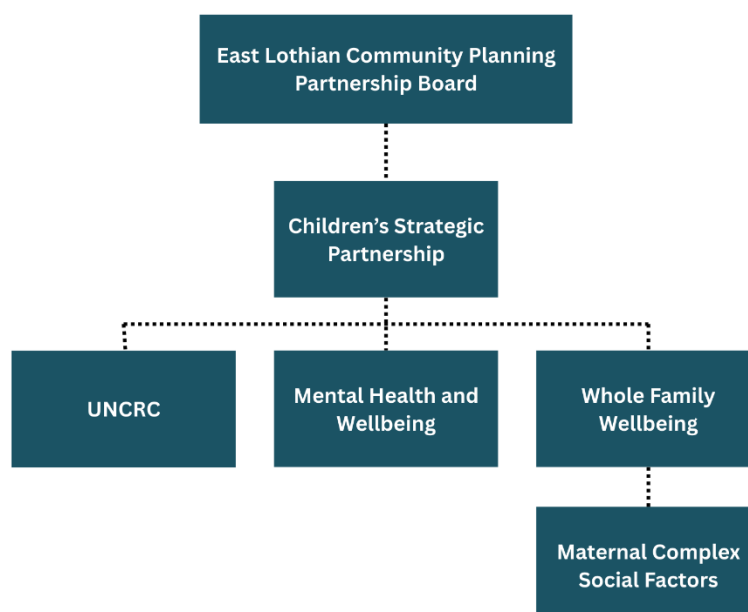 East Lothian Community Planning
Partnership Board
Children’s Strategic
Partnership
UNCRC
Mental Health and
Wellbeing
Whole Family
Wellbeing
Maternal Complex
Social Factors